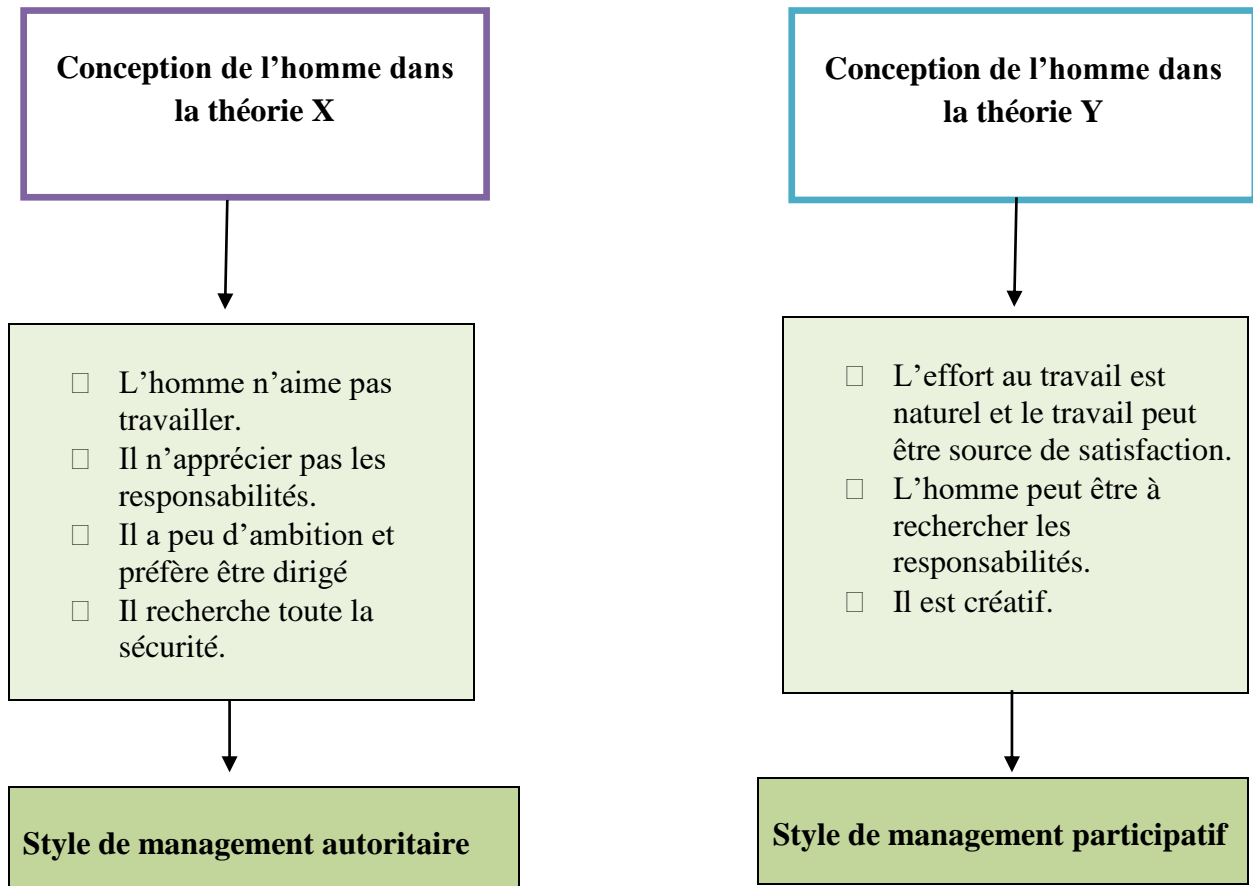 Conception de l’homme dans
la théorie X
□ L’homme n’aime pas
travailler.
□ Il n’apprécier pas les
responsabilités.
□ Il a peu d’ambition et
préfère être dirigé
□ Il recherche toute la
sécurité.
Style de management autoritaire
Conception de l’homme dans
la théorie Y
□ L’effort au travail est
naturel et le travail peut
être source de satisfaction.
□ L’homme peut être à
rechercher les
responsabilités.
□ Il est créatif.
Style de management participatif